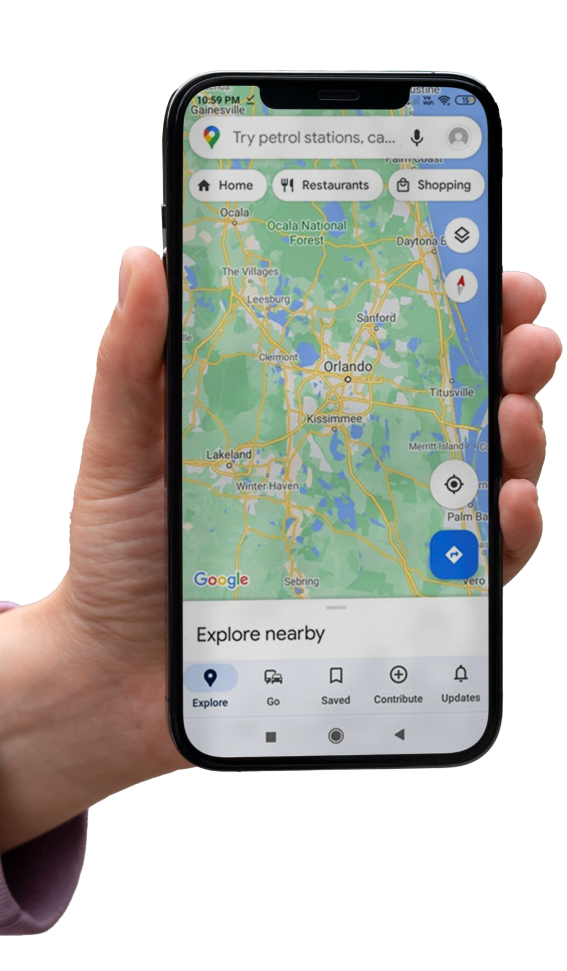 10:59 PM
Gainesville
Try petrol stations, ca...
Palm Coast
Home
Restaurants
Shopping
Ocala
Ocala National
Forest
Daytona B
The Villages
Leesburg
Sanford
Clermont
Orlando
Titusville
Kissimmee
Merritt Island
Lakeland
Winter Haven
Palm Ba
Google
Sebring
Vero
Explore nearby
Explore
Go
Saved
Contribute
Updates